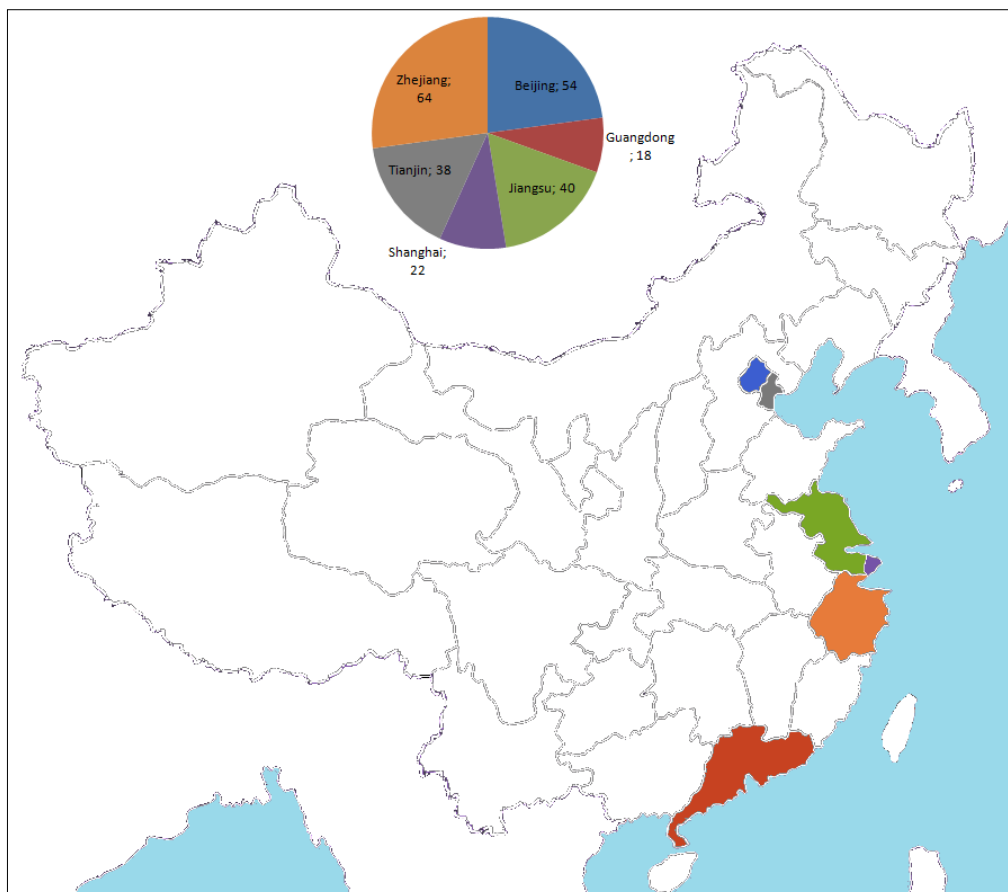 Zhejiang;
64
Beijing; 54
Guangdong
; 18
Tianjin; 38
Jiangsu; 40
Shanghai;
22